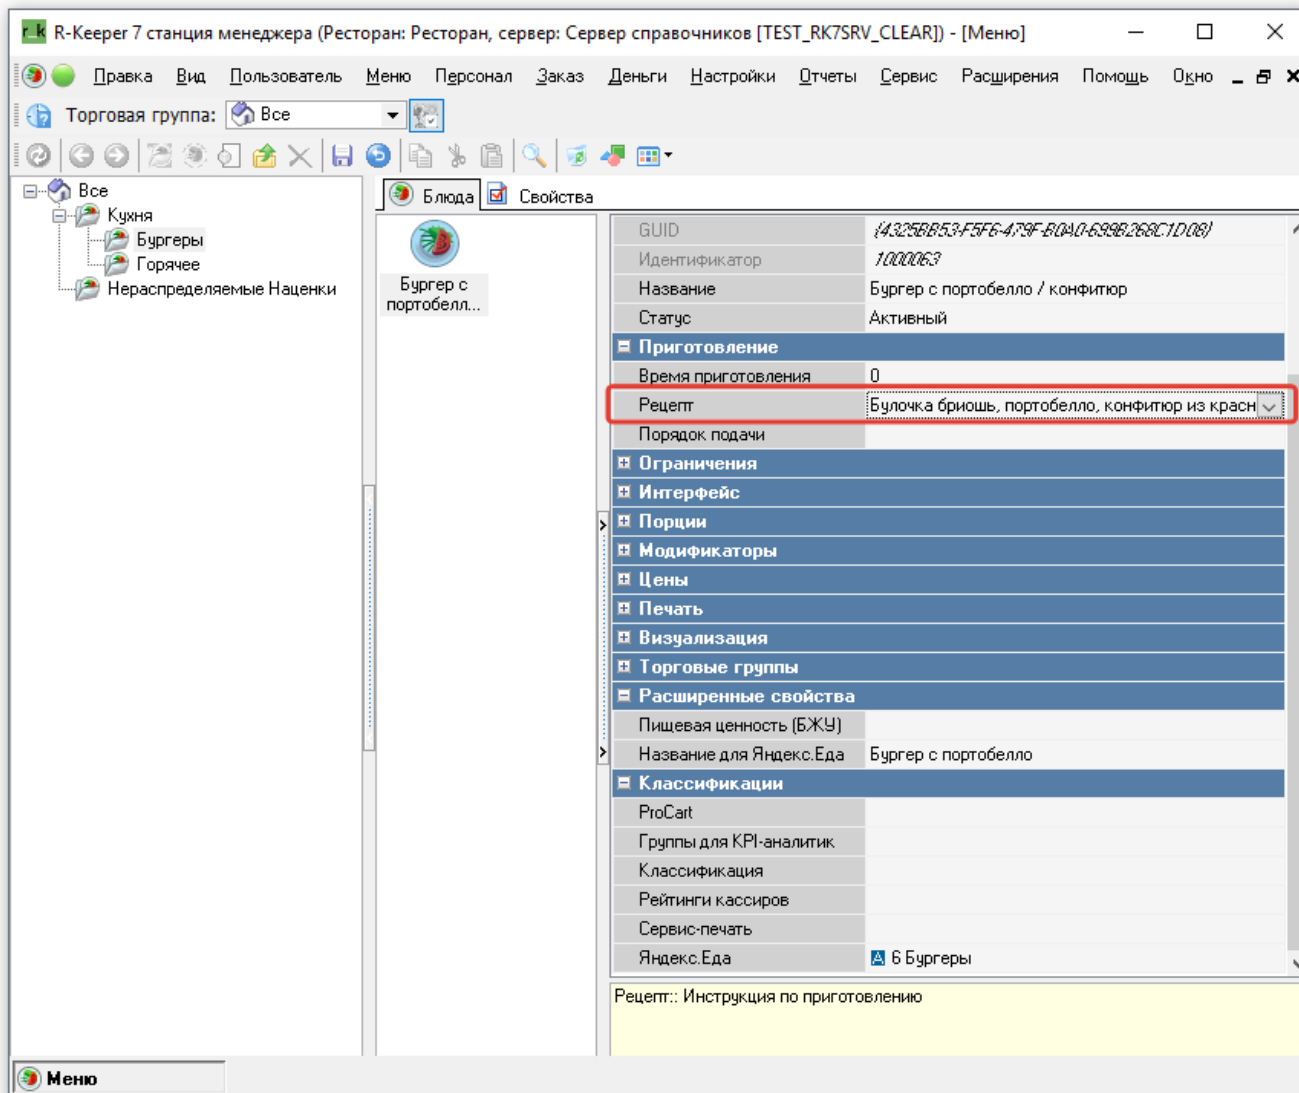 r_k R-Keeper 7 станция менеджера (Ресторан: Ресторан, сервер: Сервер справочников [TEST_RK7SRV_CLEAR]) - [Меню]
Правка Вид Пользователь Меню Персонал Заказ Деньги Настройки Отчеты Сервис Расширения Помощь Окно
Торговая группа: Все
Все
Кухня
Бургеры
Горячее
Нераспределяемые Наценки
Блюда Свойства
Бургер с
портобелл...
GUID {4325BB53-F5F6-479F-B0A0-699B268C1D08}
Идентификатор 1000063
Название Бургер с портобелло / конфитюр
Статус Активный
Приготовление
Время приготовления 0
Рецепт Булочка бриошь, портобелло, конфитюр из красн
Порядок подачи
Ограничения
Интерфейс
Порции
Модификаторы
Цены
Печать
Визуализация
Торговые группы
Расширенные свойства
Пищевая ценность (БЖУ)
Название для Яндекс.Еда Бургер с портобелло
Классификации
ProCart
Группы для KPI-аналитик
Классификация
Рейтинги кассиров
Сервис-печать
Яндекс.Еда А 6 Бургеры
Рецепт:: Инструкция по приготовлению
Меню